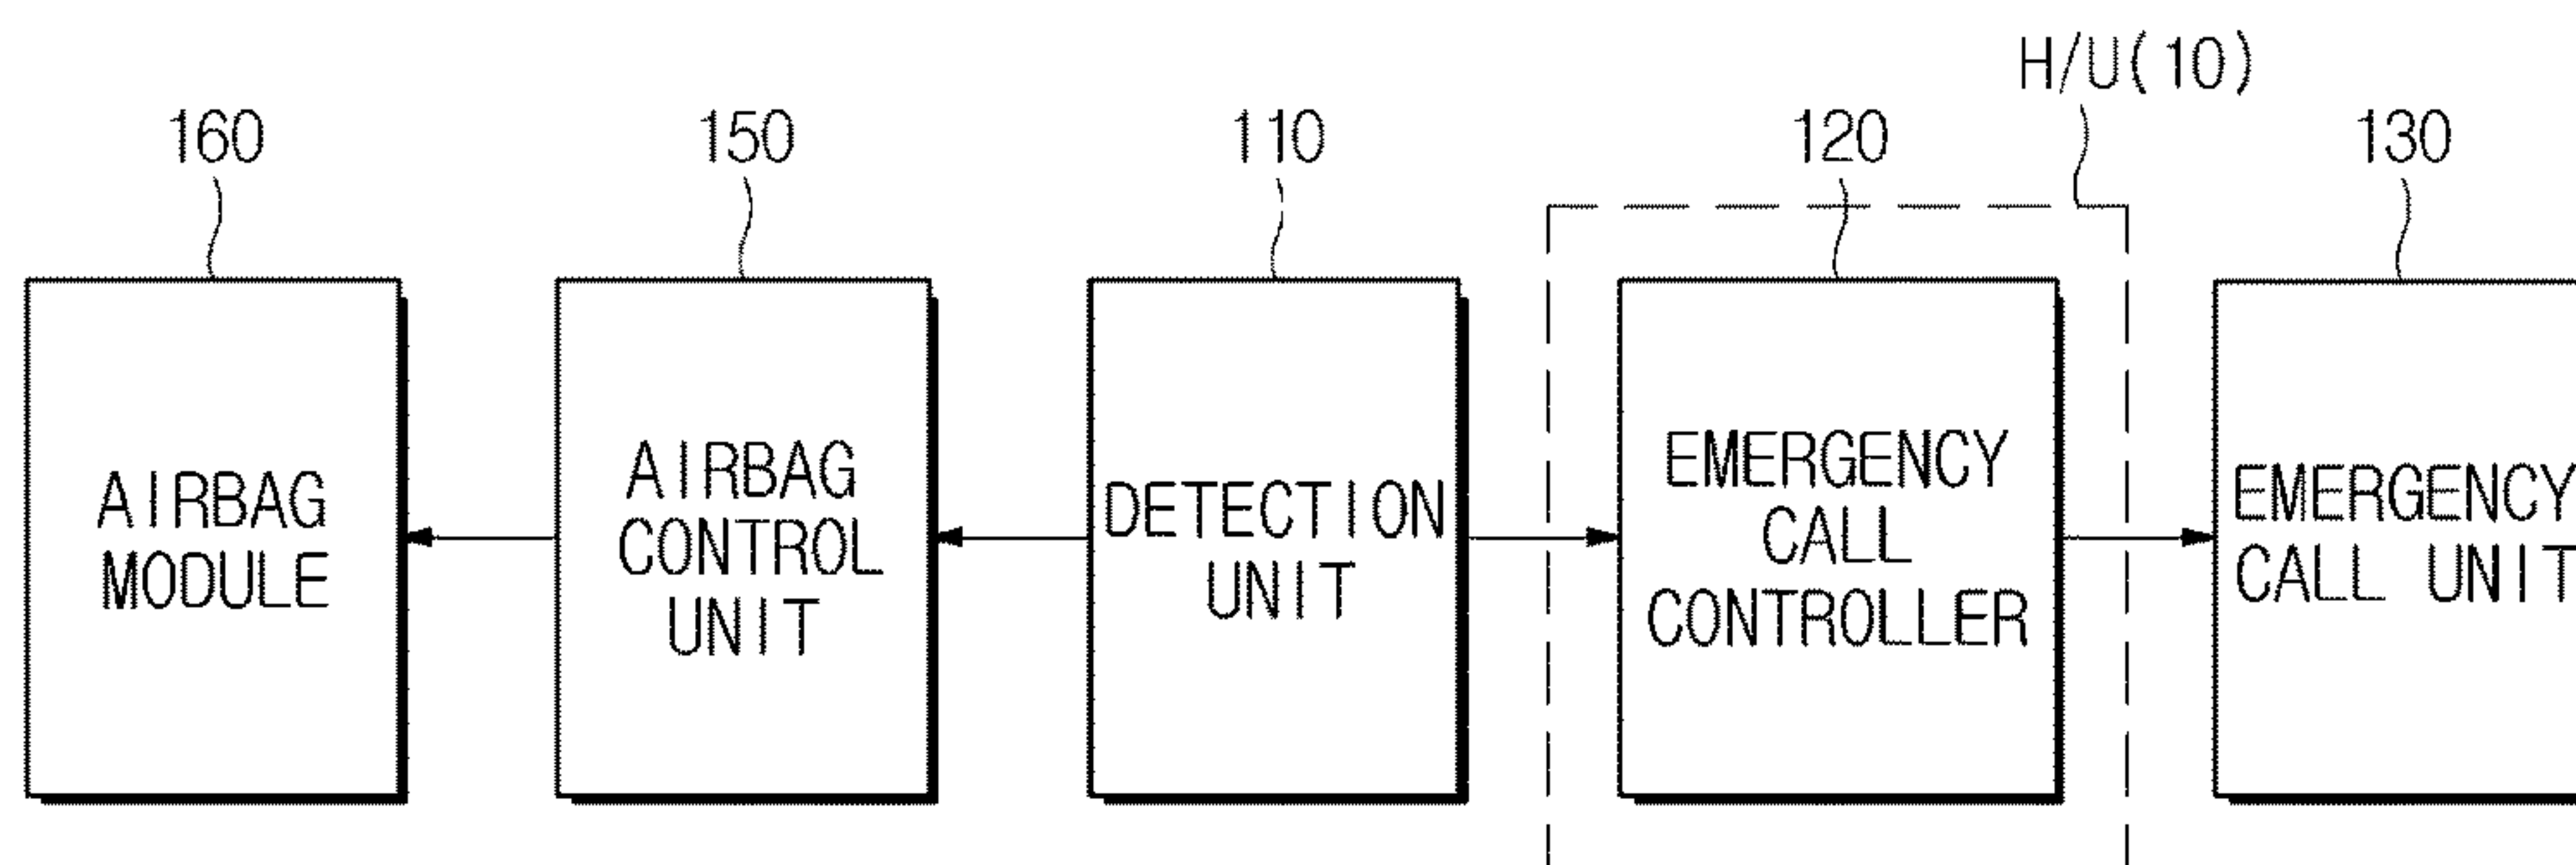 H/U(10)
160
150
110
120
130
AIRBAG
MODULE
AIRBAG
CONTROL
UNIT
DETECTION
UNIT
EMERGENCY
CALL
CONTROLLER
EMERGENCY
CALL UNIT